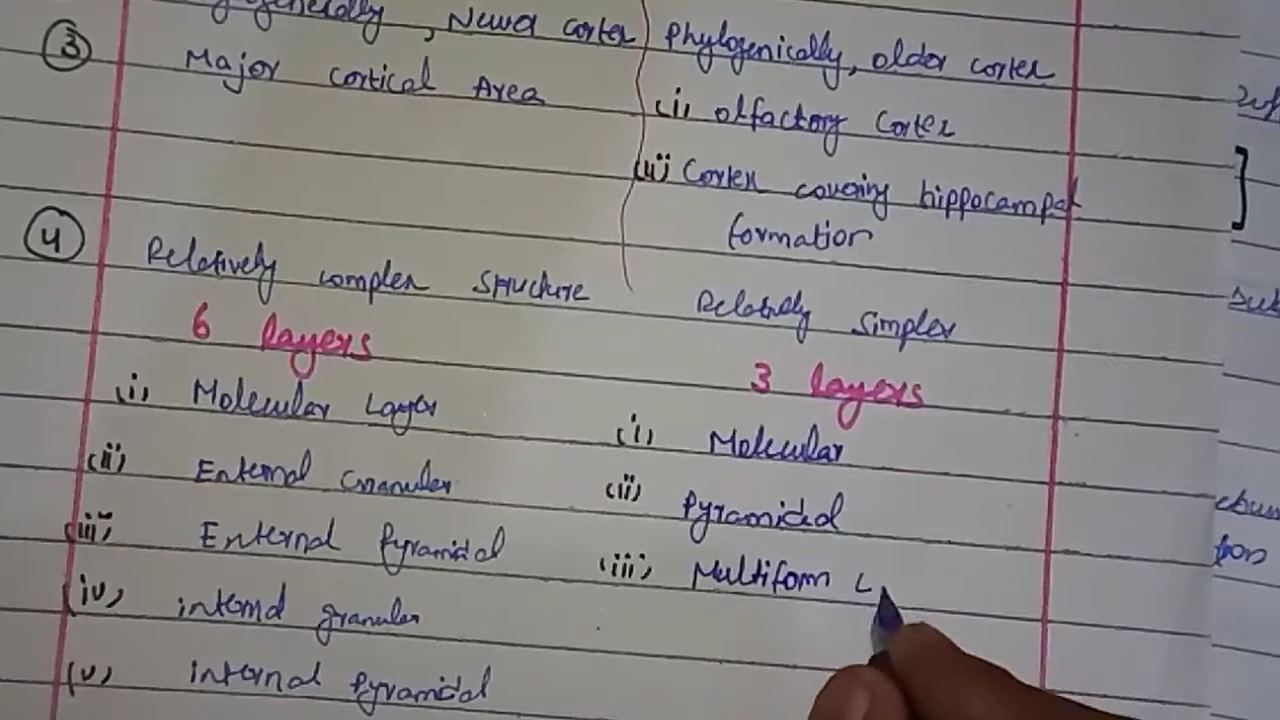 ③ , Newer cortex Phylogenically, older cortex
Major cortical Area
(i) olfactory Cortex
(ii) Cortex covering hippocampal
formation
④ Relatively complex structure Relatively simplex
6 layers 3 layers
(i) Molecular Layer (i) Molecular
(ii) External Granular (ii) Pyramidal
(iii) External Pyramidal (iii) Multiform L
(iv) internal granular
(v) internal pyramidal